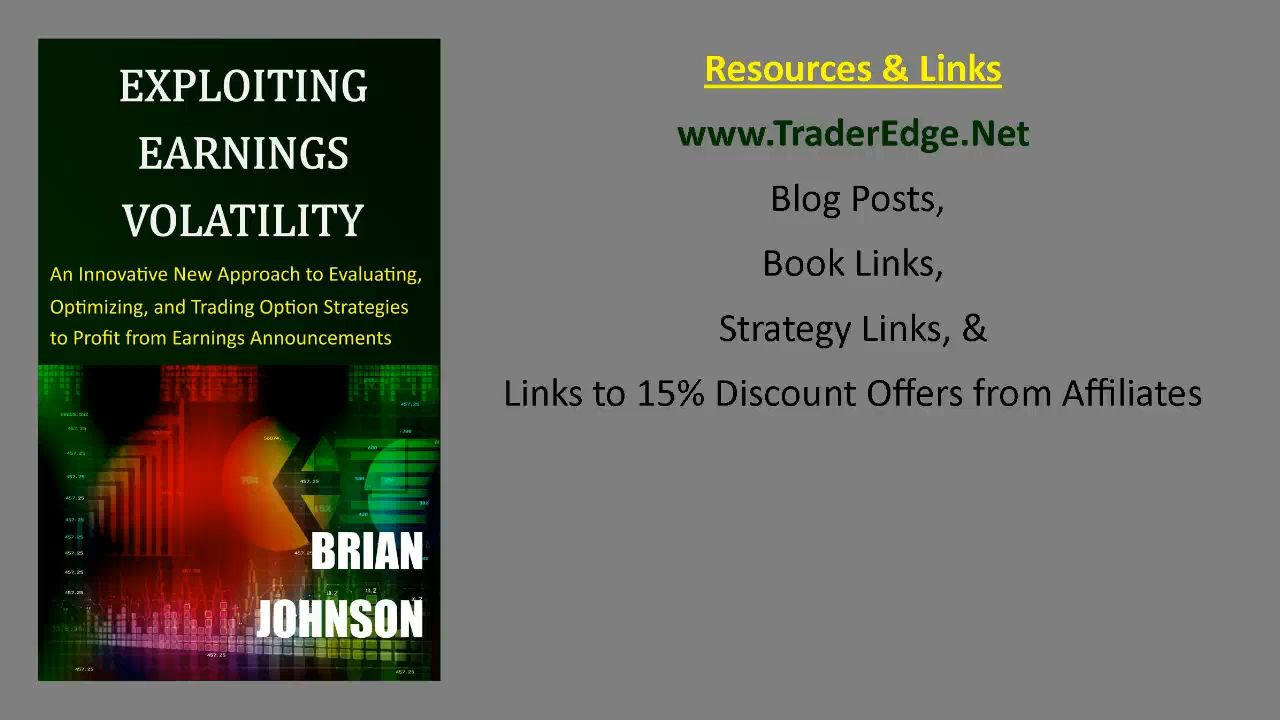 EXPLOITING
EARNINGS
VOLATILITY
An Innovative New Approach to Evaluating,
Optimizing, and Trading Option Strategies
to Profit from Earnings Announcements
BRIAN
JOHNSON
Resources & Links
www.TraderEdge.Net
Blog Posts,
Book Links,
Strategy Links, &
Links to 15% Discount Offers from Affiliates